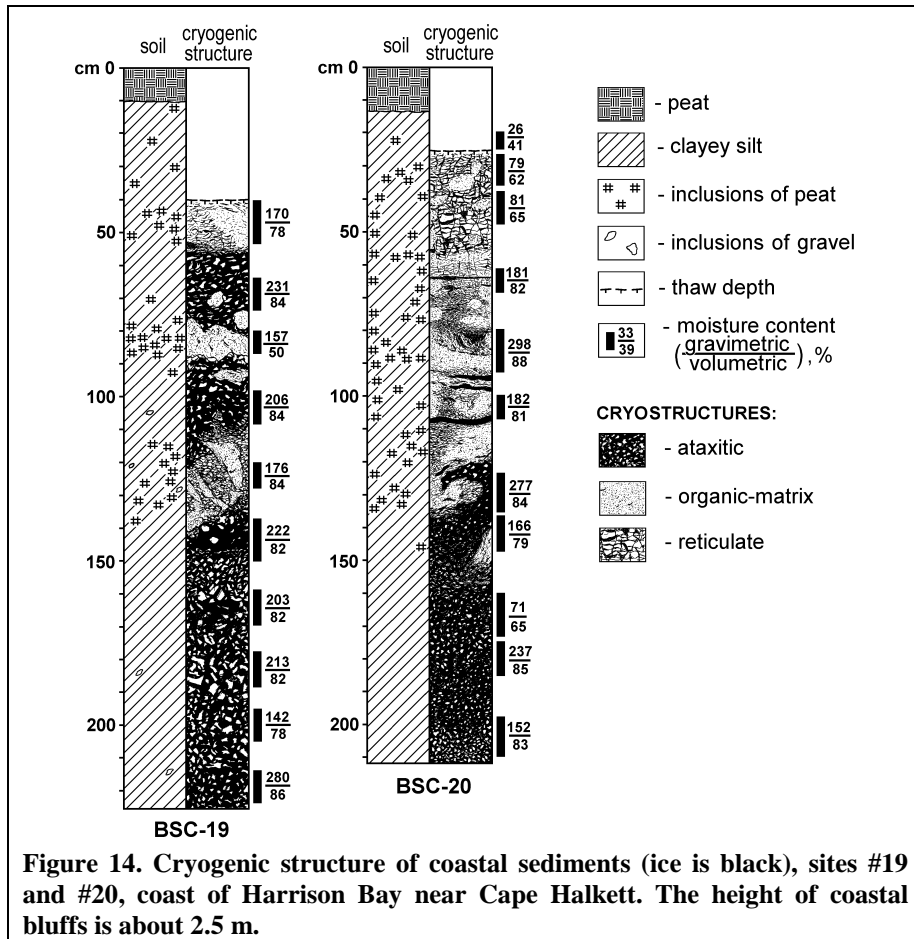 soil
cryogenic
structure
cm 0
50
100
150
200
170
78
231
84
157
50
206
84
176
84
222
82
203
82
213
82
142
78
280
86
BSC-19
soil
cryogenic
structure
cm 0
50
100
150
200
26
41
79
62
81
65
181
82
298
88
182
81
277
84
166
79
71
65
237
85
152
83
BSC-20
- peat
- clayey silt
- inclusions of peat
- inclusions of gravel
- thaw depth
33
39
- moisture content
(gravimetric
volumetric), %
CRYOSTRUCTURES:
- ataxitic
- organic-matrix
- reticulate
Figure 14. Cryogenic structure of coastal sediments (ice is black), sites #19
and #20, coast of Harrison Bay near Cape Halkett. The height of coastal
bluffs is about 2.5 m.